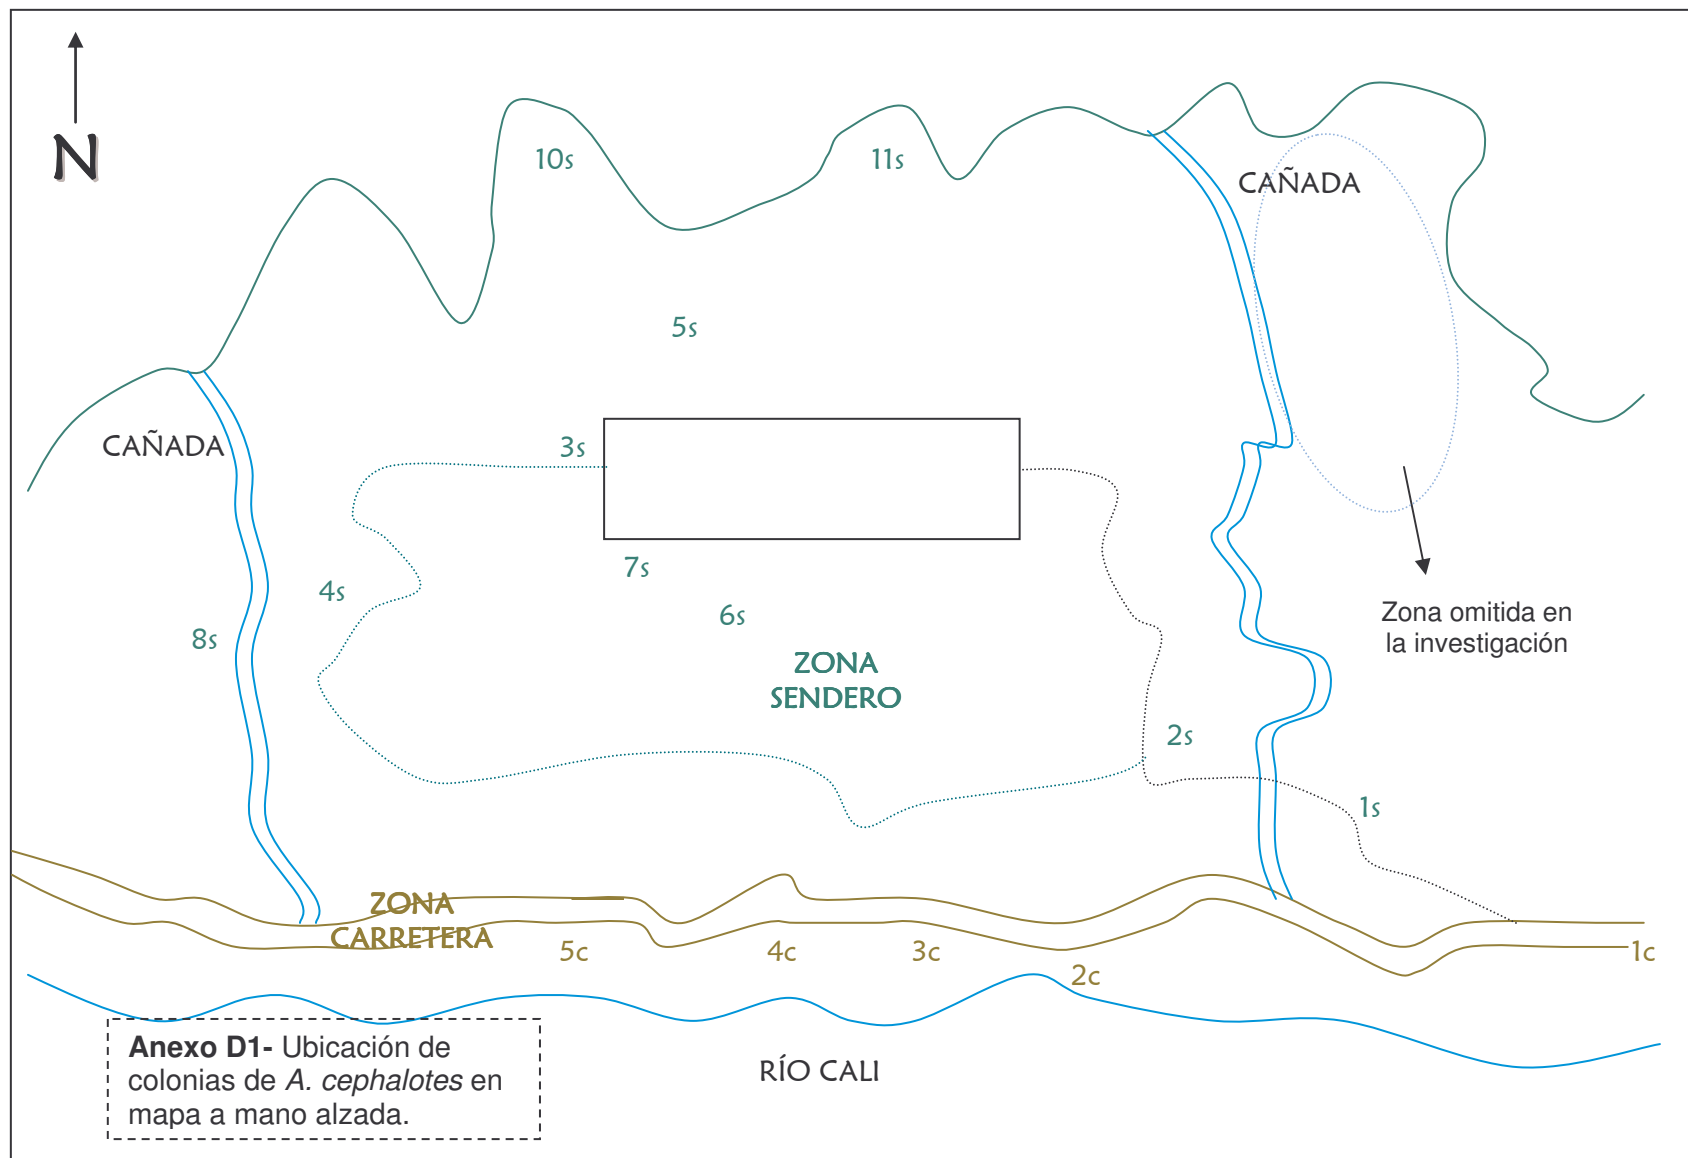 N
10s
11s
CAÑADA
5s
CAÑADA
3s
7s
4s
6s
8s
Zona omitida en
la investigación
ZONA
SENDERO
2s
1s
ZONA
CARRETERA
5c
4c
3c
2c
1c
Anexo D1- Ubicación de
colonias de A. cephalotes en
mapa a mano alzada.
RÍO CALI